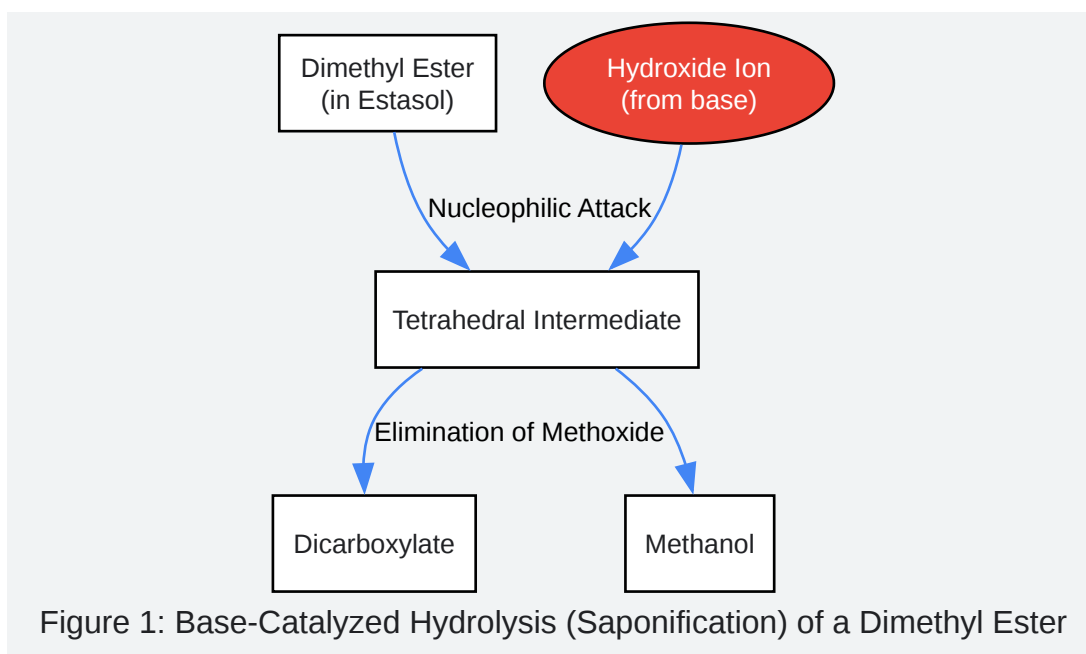 Dimethyl Ester
(in Estasol)
Hydroxide Ion
(from base)
Nucleophilic Attack
Tetrahedral Intermediate
Elimination of Methoxide
Dicarboxylate
Methanol
Figure 1: Base-Catalyzed Hydrolysis (Saponification) of a Dimethyl Ester